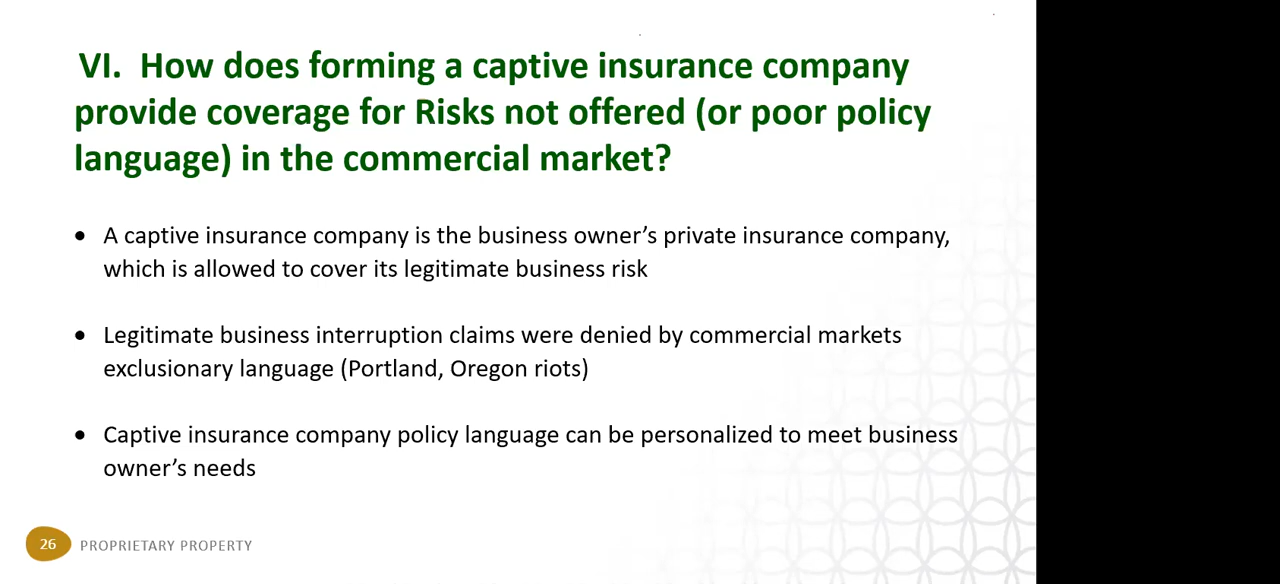 VI.  How does forming a captive insurance company
provide coverage for Risks not offered (or poor policy
language) in the commercial market?
• A captive insurance company is the business owner’s private insurance company,
which is allowed to cover its legitimate business risk
• Legitimate business interruption claims were denied by commercial markets
exclusionary language (Portland, Oregon riots)
• Captive insurance company policy language can be personalized to meet business
owner’s needs
26 PROPRIETARY PROPERTY